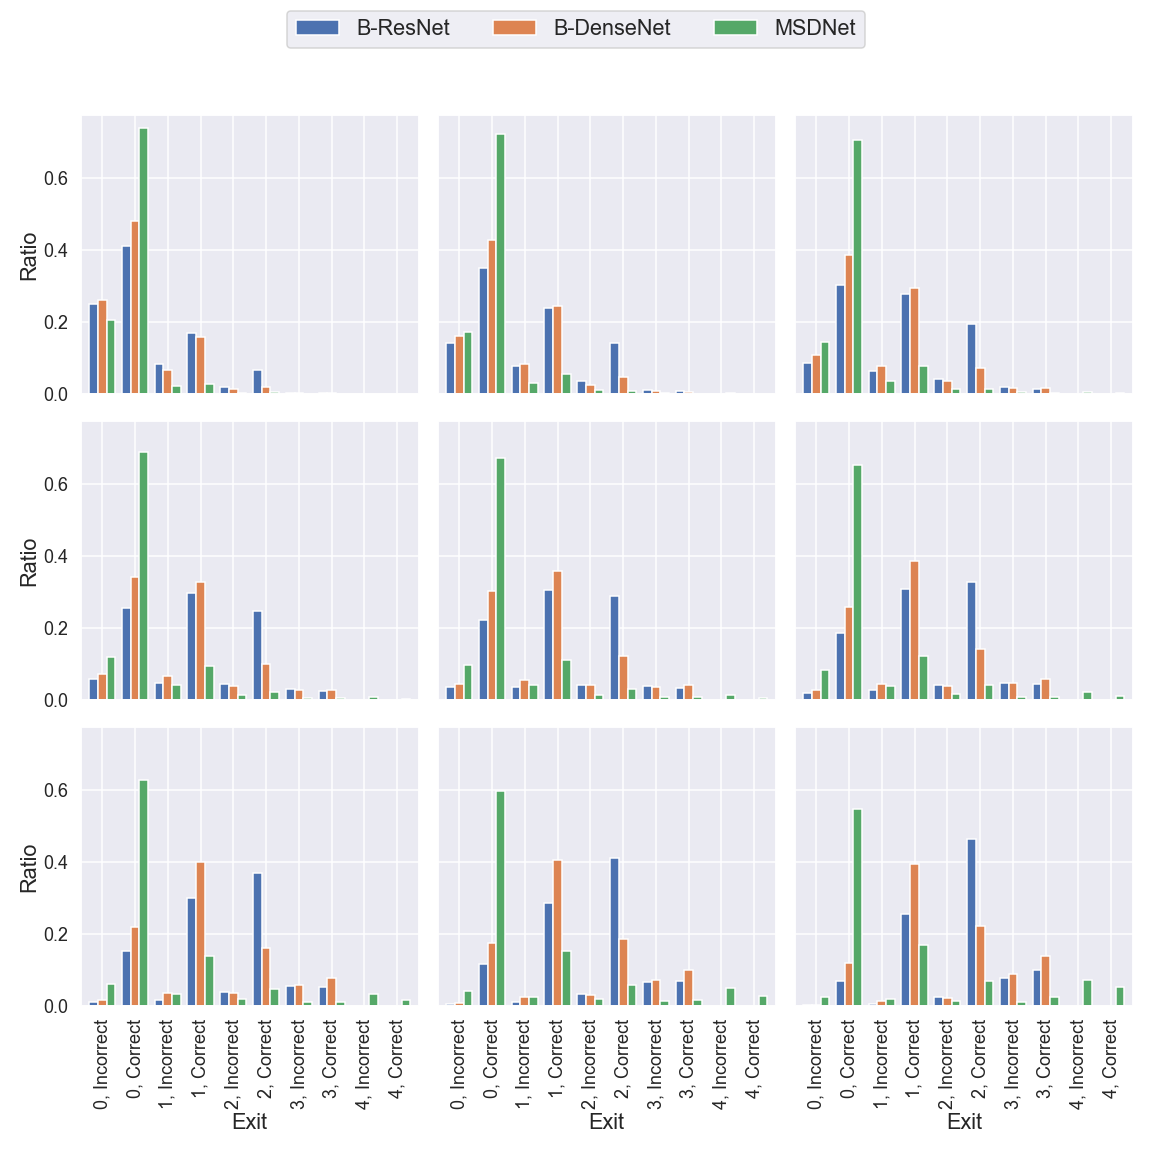 B-ResNet B-DenseNet MSDNet
Ratio
0.6
0.4
0.2
0.0
Ratio
0.6
0.4
0.2
0.0
Ratio
0.6
0.4
0.2
0.0
0, Incorrect
0, Correct
1, Incorrect
1, Correct
2, Incorrect
2, Correct
3, Incorrect
3, Correct
4, Incorrect
4, Correct
Exit
0, Incorrect
0, Correct
1, Incorrect
1, Correct
2, Incorrect
2, Correct
3, Incorrect
3, Correct
4, Incorrect
4, Correct
Exit
0, Incorrect
0, Correct
1, Incorrect
1, Correct
2, Incorrect
2, Correct
3, Incorrect
3, Correct
4, Incorrect
4, Correct
Exit